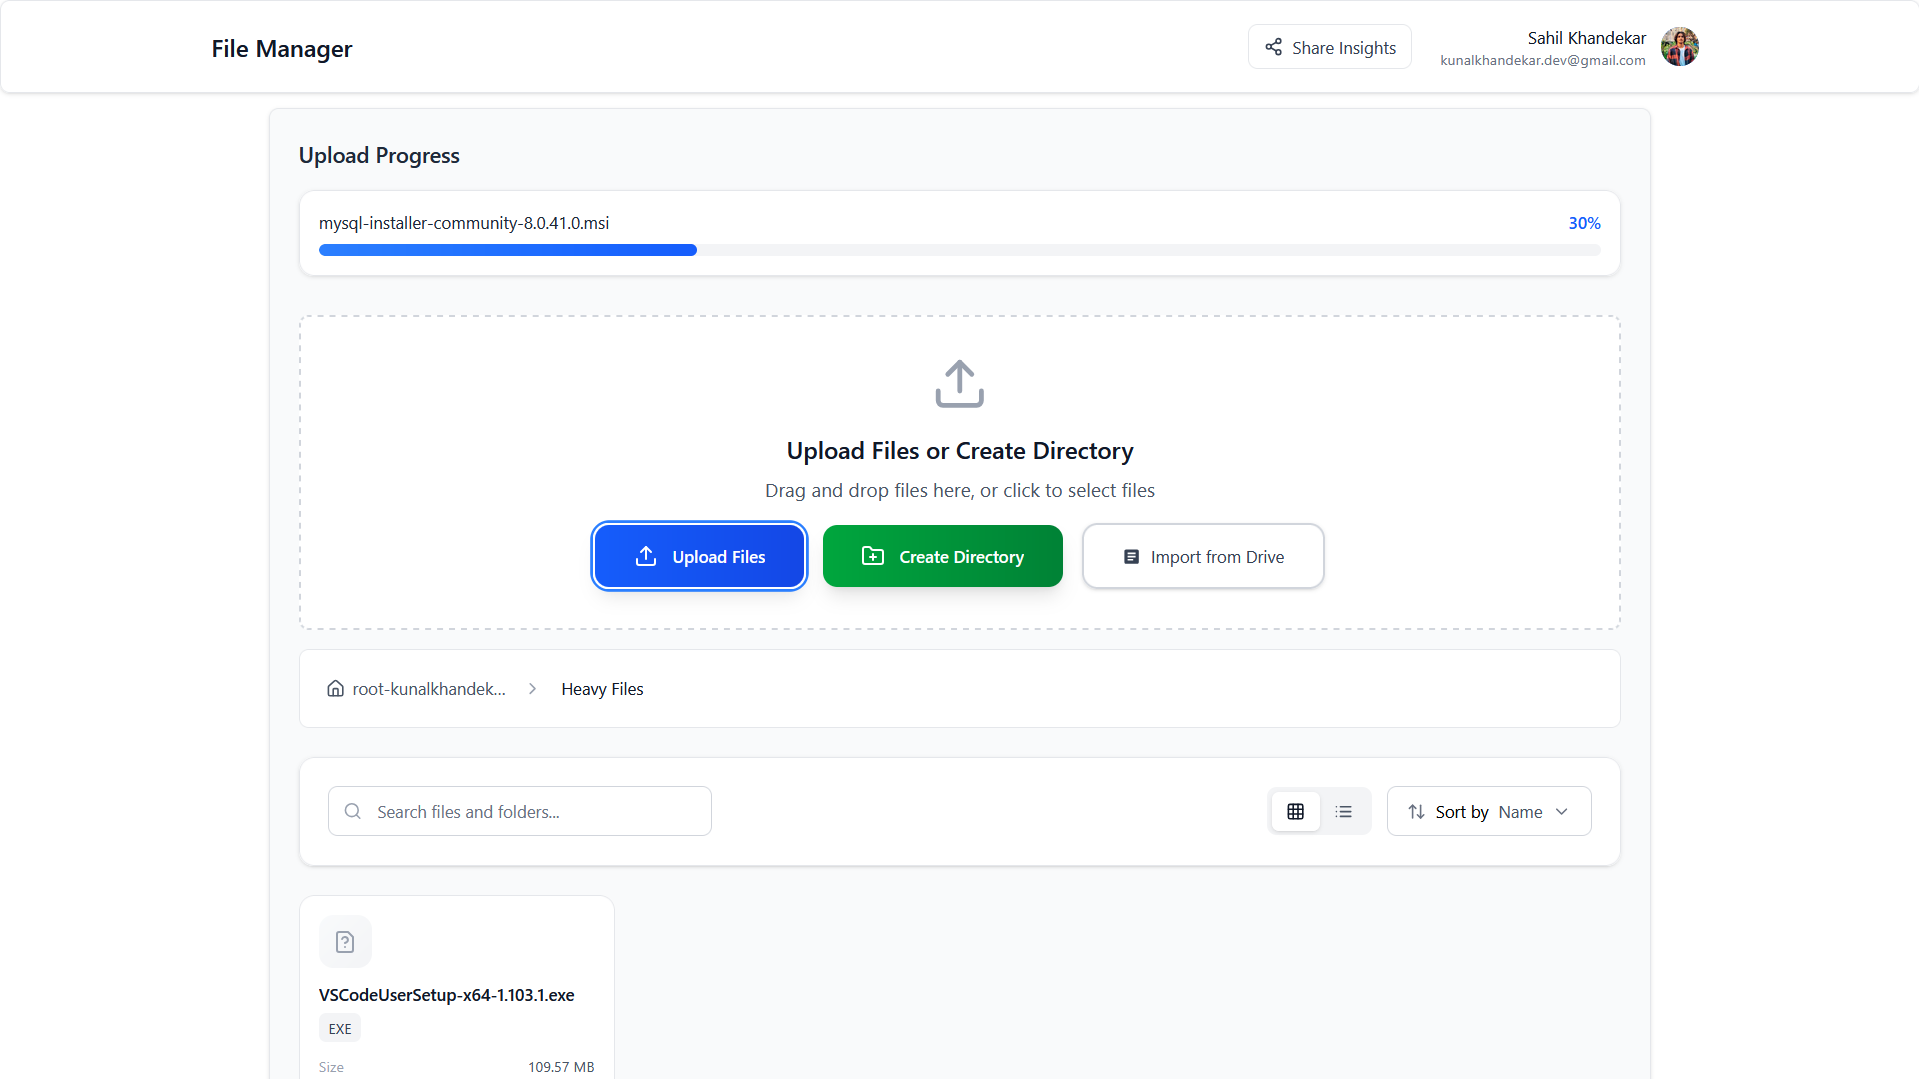 File Manager
Share Insights
Sahil Khandekar
kunalkhandekar.dev@gmail.com
Upload Progress
mysql-installer-community-8.0.41.0.msi
30%
Upload Files or Create Directory
Drag and drop files here, or click to select files
Upload Files
Create Directory
Import from Drive
root-kunalkhandek...
Heavy Files
Search files and folders...
Sort by Name
VSCodeUserSetup-x64-1.103.1.exe
EXE
Size 109.57 MB